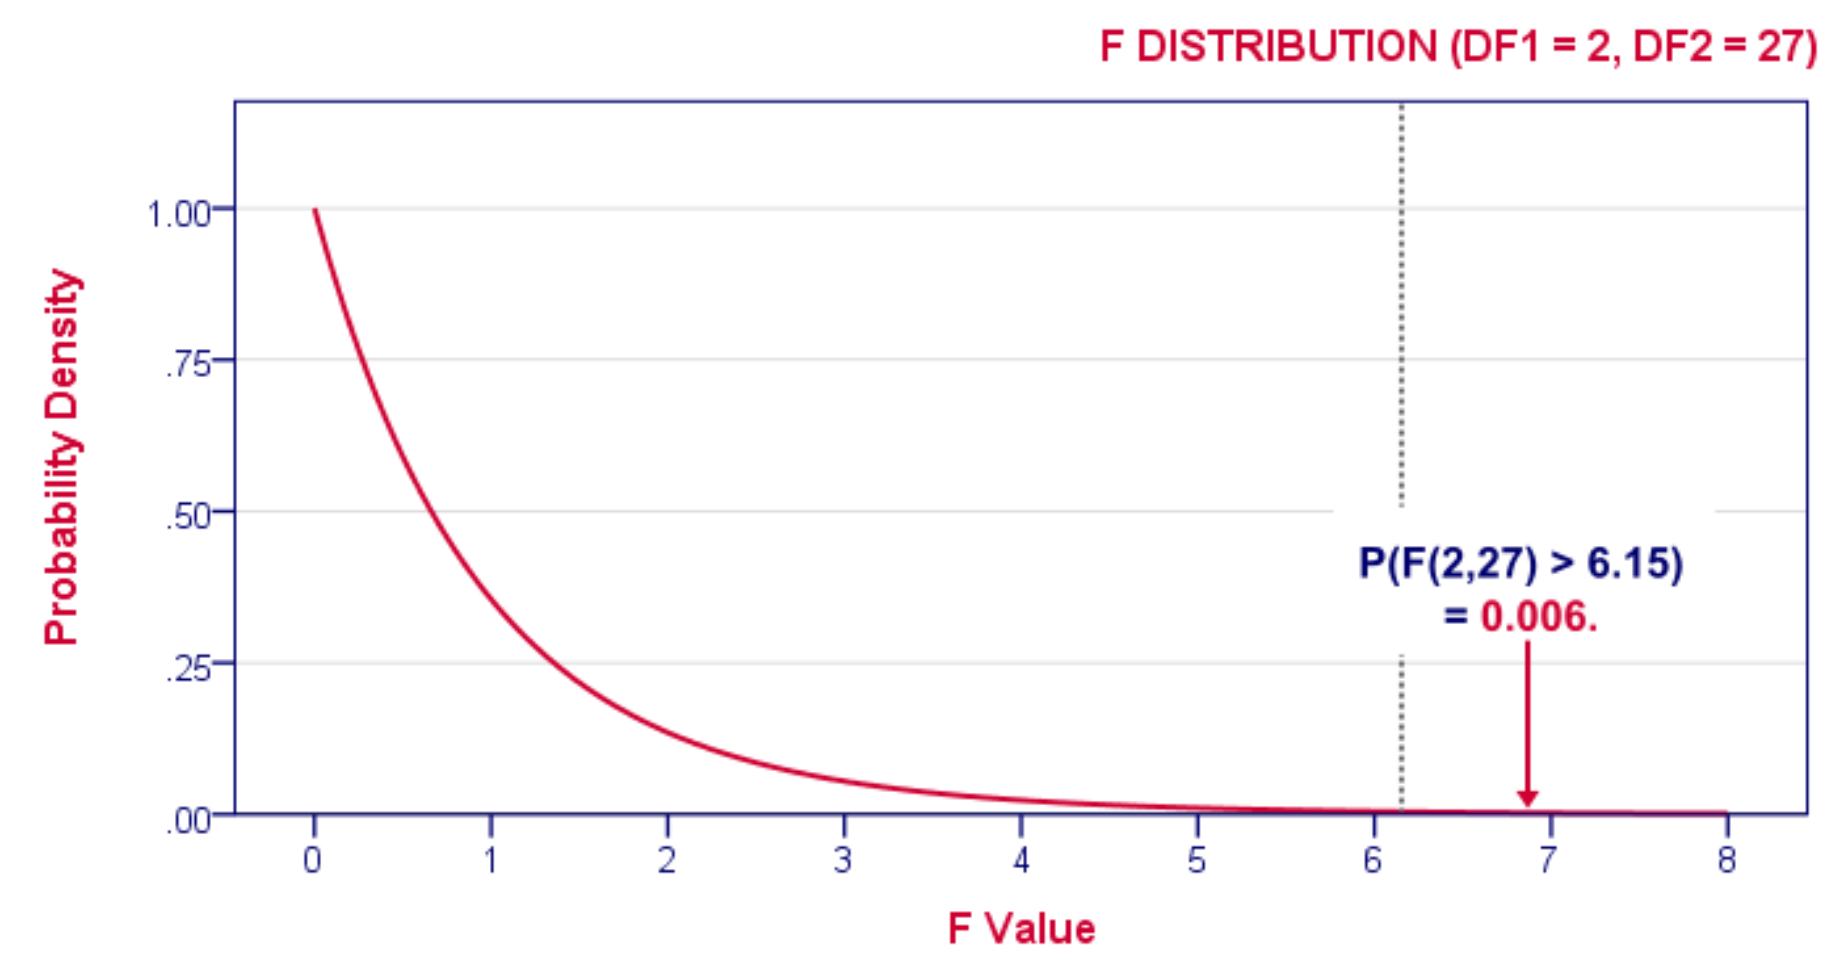 F DISTRIBUTION (DF1 = 2, DF2 = 27)
Probability Density
1.00
.75
.50
.25
.00
P(F(2,27) > 6.15)
= 0.006.
0 1 2 3 4 5 6 7 8
F Value